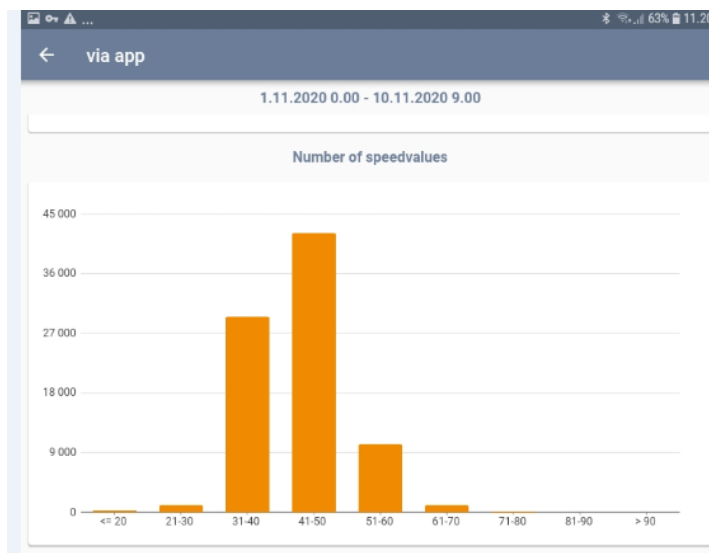 ... 63% 11.20
via app
1.11.2020 0.00 - 10.11.2020 9.00
Number of speedvalues
45 000
36 000
27 000
18 000
9 000
0
<= 20 21-30 31-40 41-50 51-60 61-70 71-80 81-90 > 90